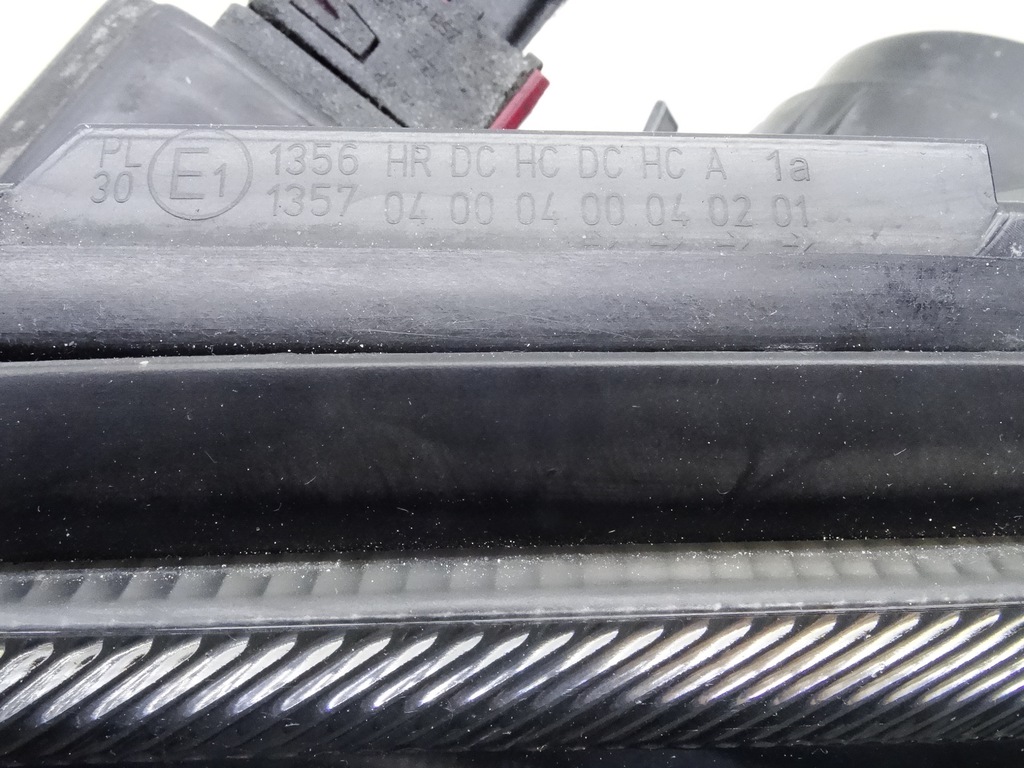 PL E1 1356 HR DC HC DC HC A 1a
30 1357 04 00 04 00 04 02 01
→ → → →